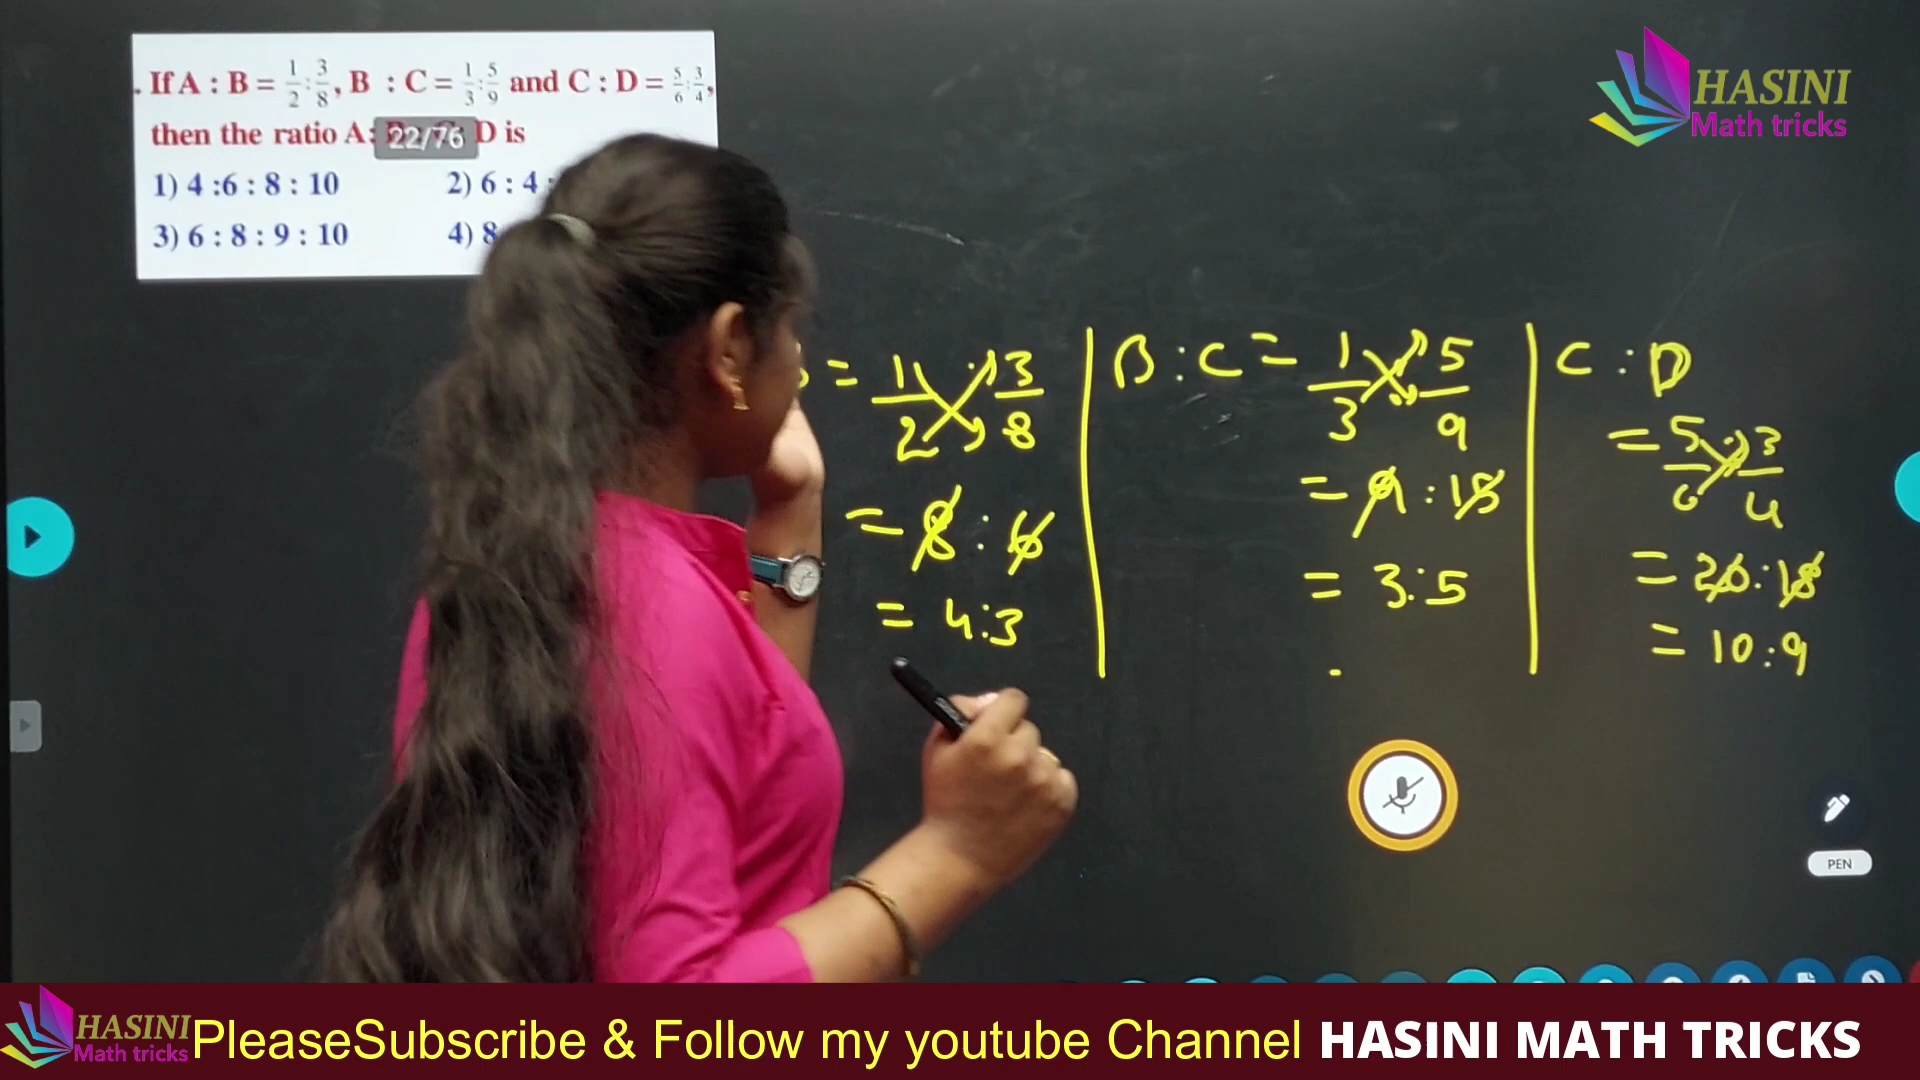 . If A : B = 1/2 : 3/8, B : C = 1/3 : 5/9 and C : D = 5/6 : 3/4,
then the ratio A: D is
22/76
1) 4 :6 : 8 : 10 2) 6 : 4 :
3) 6 : 8 : 9 : 10 4) 8
HASINI
Math tricks
= 1/2 : 3/8
= 8 : 6
= 4:3
B : C = 1/3 : 5/9
= 9 : 15
= 3:5
C : D
= 5/6 : 3/4
= 20:18
= 10:9
PEN
HASINI
Math tricks
PleaseSubscribe & Follow my youtube Channel HASINI MATH TRICKS